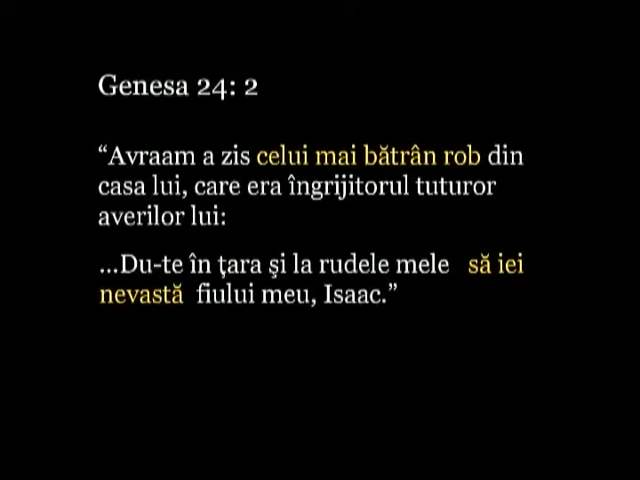 Genesa 24: 2
“Avraam a zis celui mai bătrân rob din
casa lui, care era îngrijitorul tuturor
averilor lui:
...Du-te în ţara şi la rudele mele să iei
nevastă fiului meu, Isaac.”